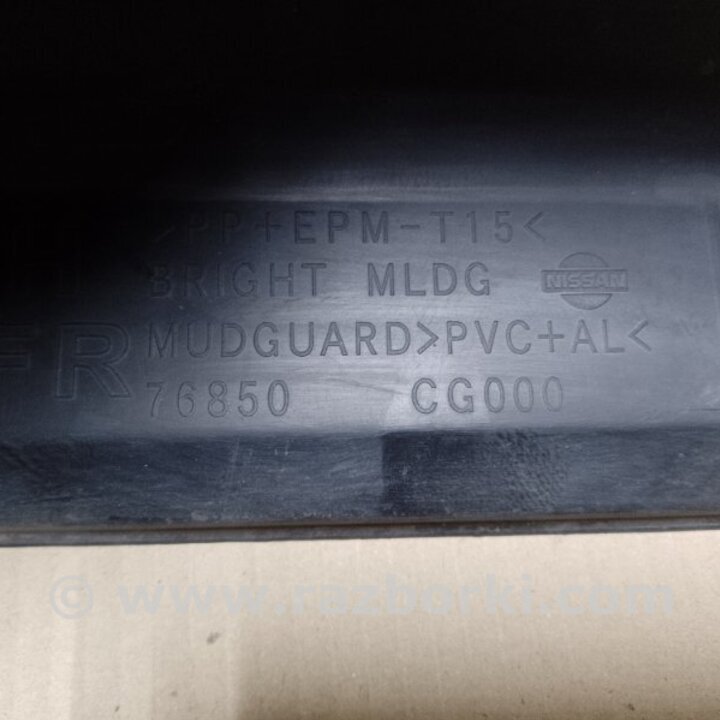 >PP+EPM-T15<
BRIGHT MLDG
NISSAN
FR
MUDGUARD>PVC+AL<
76850 CG000
© www.razborki.com